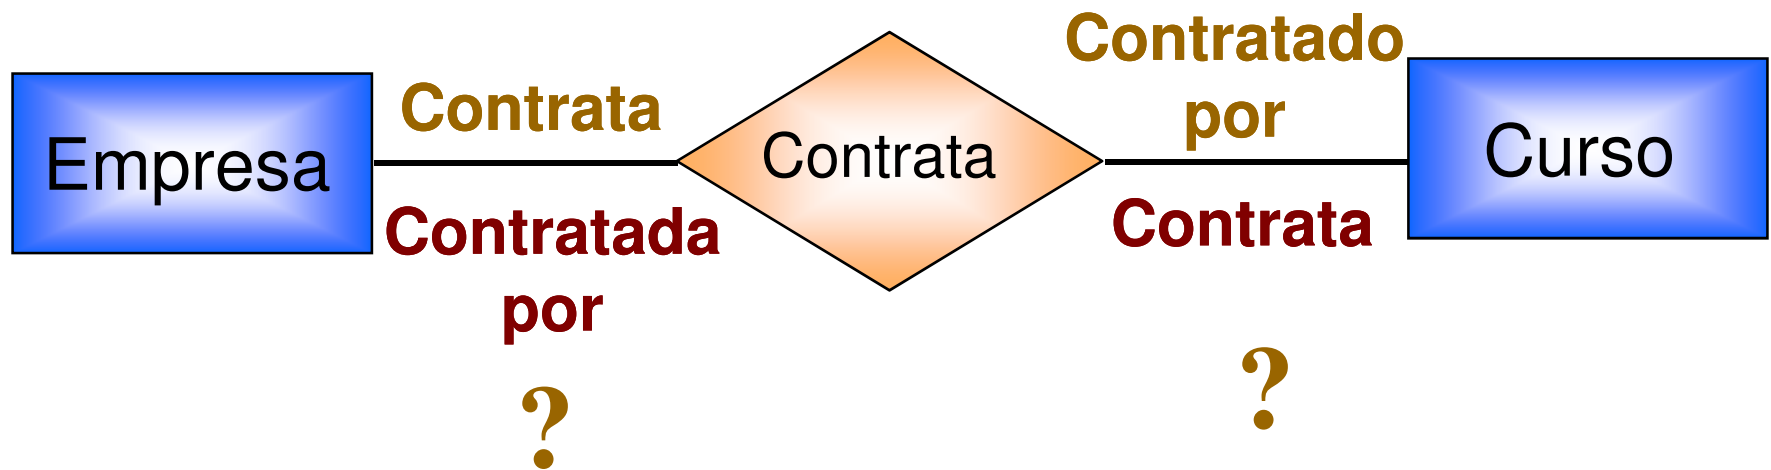 Empresa
Contrata
Contratada
por
?
Contrata
Contratado
por
Contrata
?
Curso